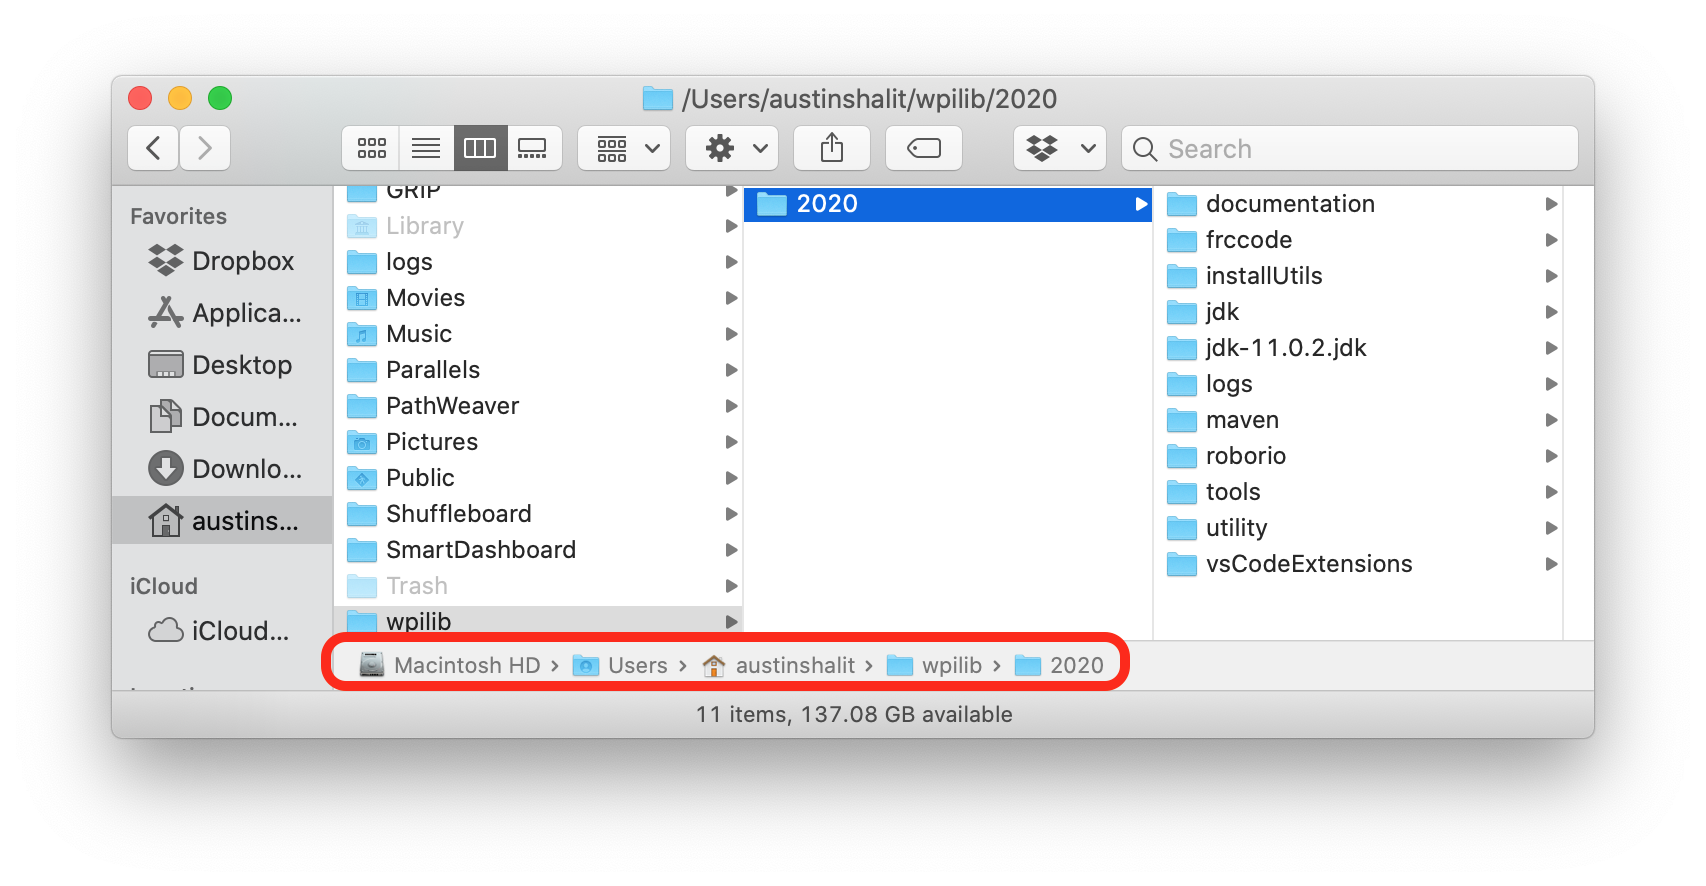 /Users/austinshalit/wpilib/2020
Search
Favorites
Dropbox
Applica...
Desktop
Docum...
Downlo...
austins...
iCloud
iCloud...
GRIP
Library
logs
Movies
Music
Parallels
PathWeaver
Pictures
Public
Shuffleboard
SmartDashboard
Trash
wpilib
2020
documentation
frccode
installUtils
jdk
jdk-11.0.2.jdk
logs
maven
roborio
tools
utility
vsCodeExtensions
Macintosh HD › Users › austinshalit › wpilib › 2020
11 items, 137.08 GB available